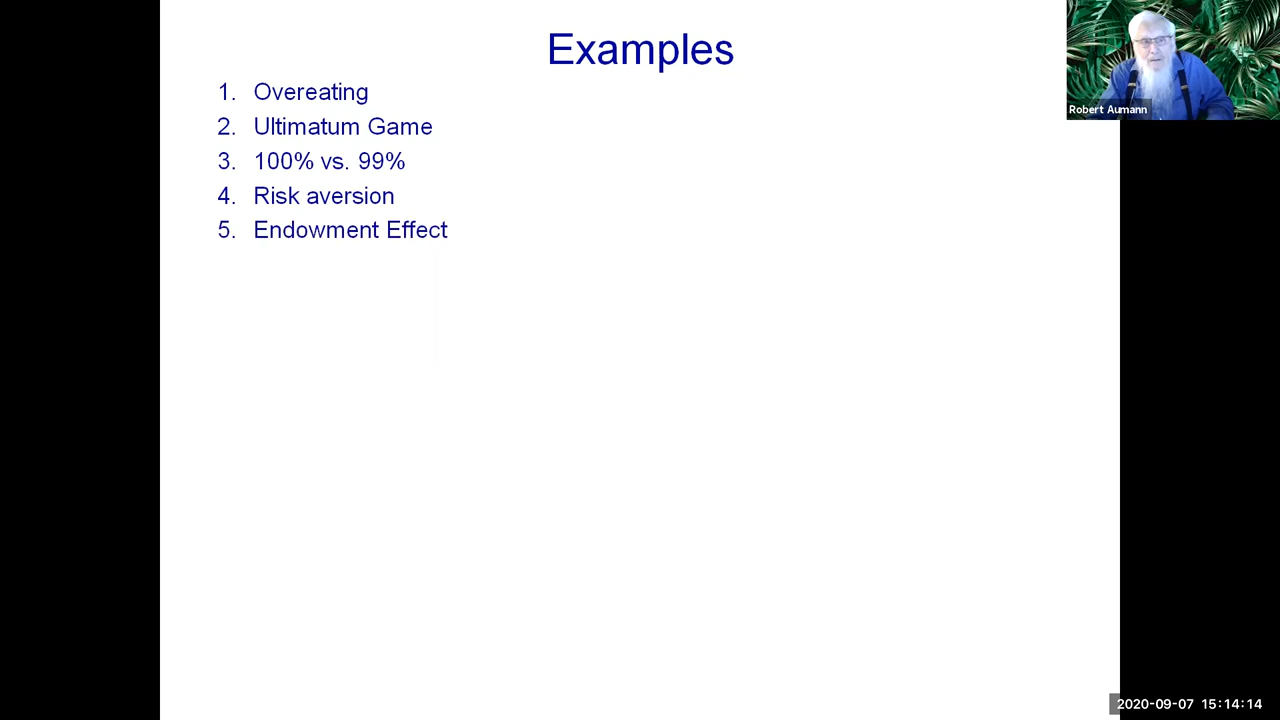 Examples
1. Overeating
2. Ultimatum Game
3. 100% vs. 99%
4. Risk aversion
5. Endowment Effect
Robert Aumann
2020-09-07 15:14:14